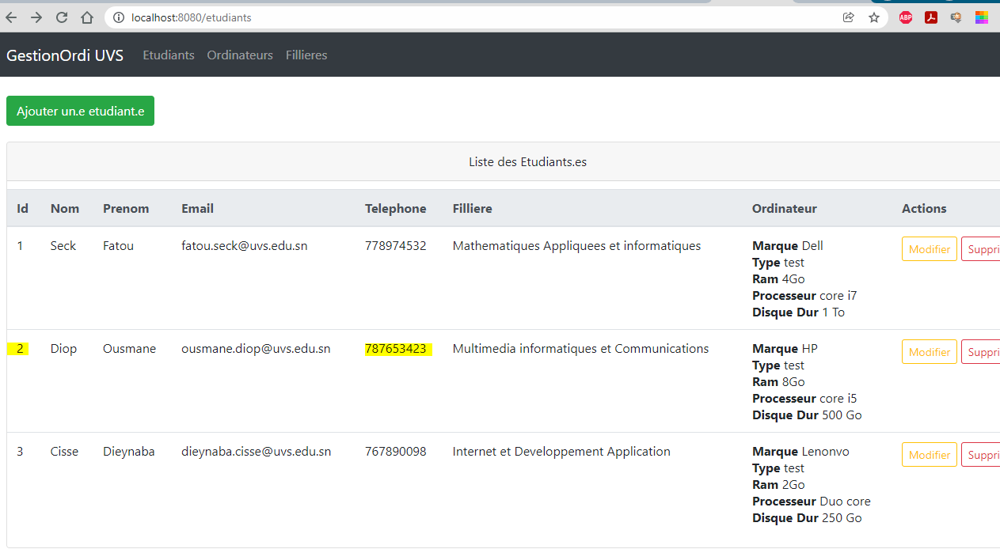 localhost:8080/etudiants
ABP
GestionOrdi UVS Etudiants Ordinateurs Fillieres
Ajouter un.e etudiant.e
Liste des Etudiants.es
Id Nom Prenom Email Telephone Filliere Ordinateur Actions
1 Seck Fatou fatou.seck@uvs.edu.sn 778974532 Mathematiques Appliquees et informatiques Marque Dell Modifier Suppri
Type test
Ram 4Go
Processeur core i7
Disque Dur 1 To
2 Diop Ousmane ousmane.diop@uvs.edu.sn 787653423 Multimedia informatiques et Communications Marque HP Modifier Suppri
Type test
Ram 8Go
Processeur core i5
Disque Dur 500 Go
3 Cisse Dieynaba dieynaba.cisse@uvs.edu.sn 767890098 Internet et Developpement Application Marque Lenonvo Modifier Suppri
Type test
Ram 2Go
Processeur Duo core
Disque Dur 250 Go